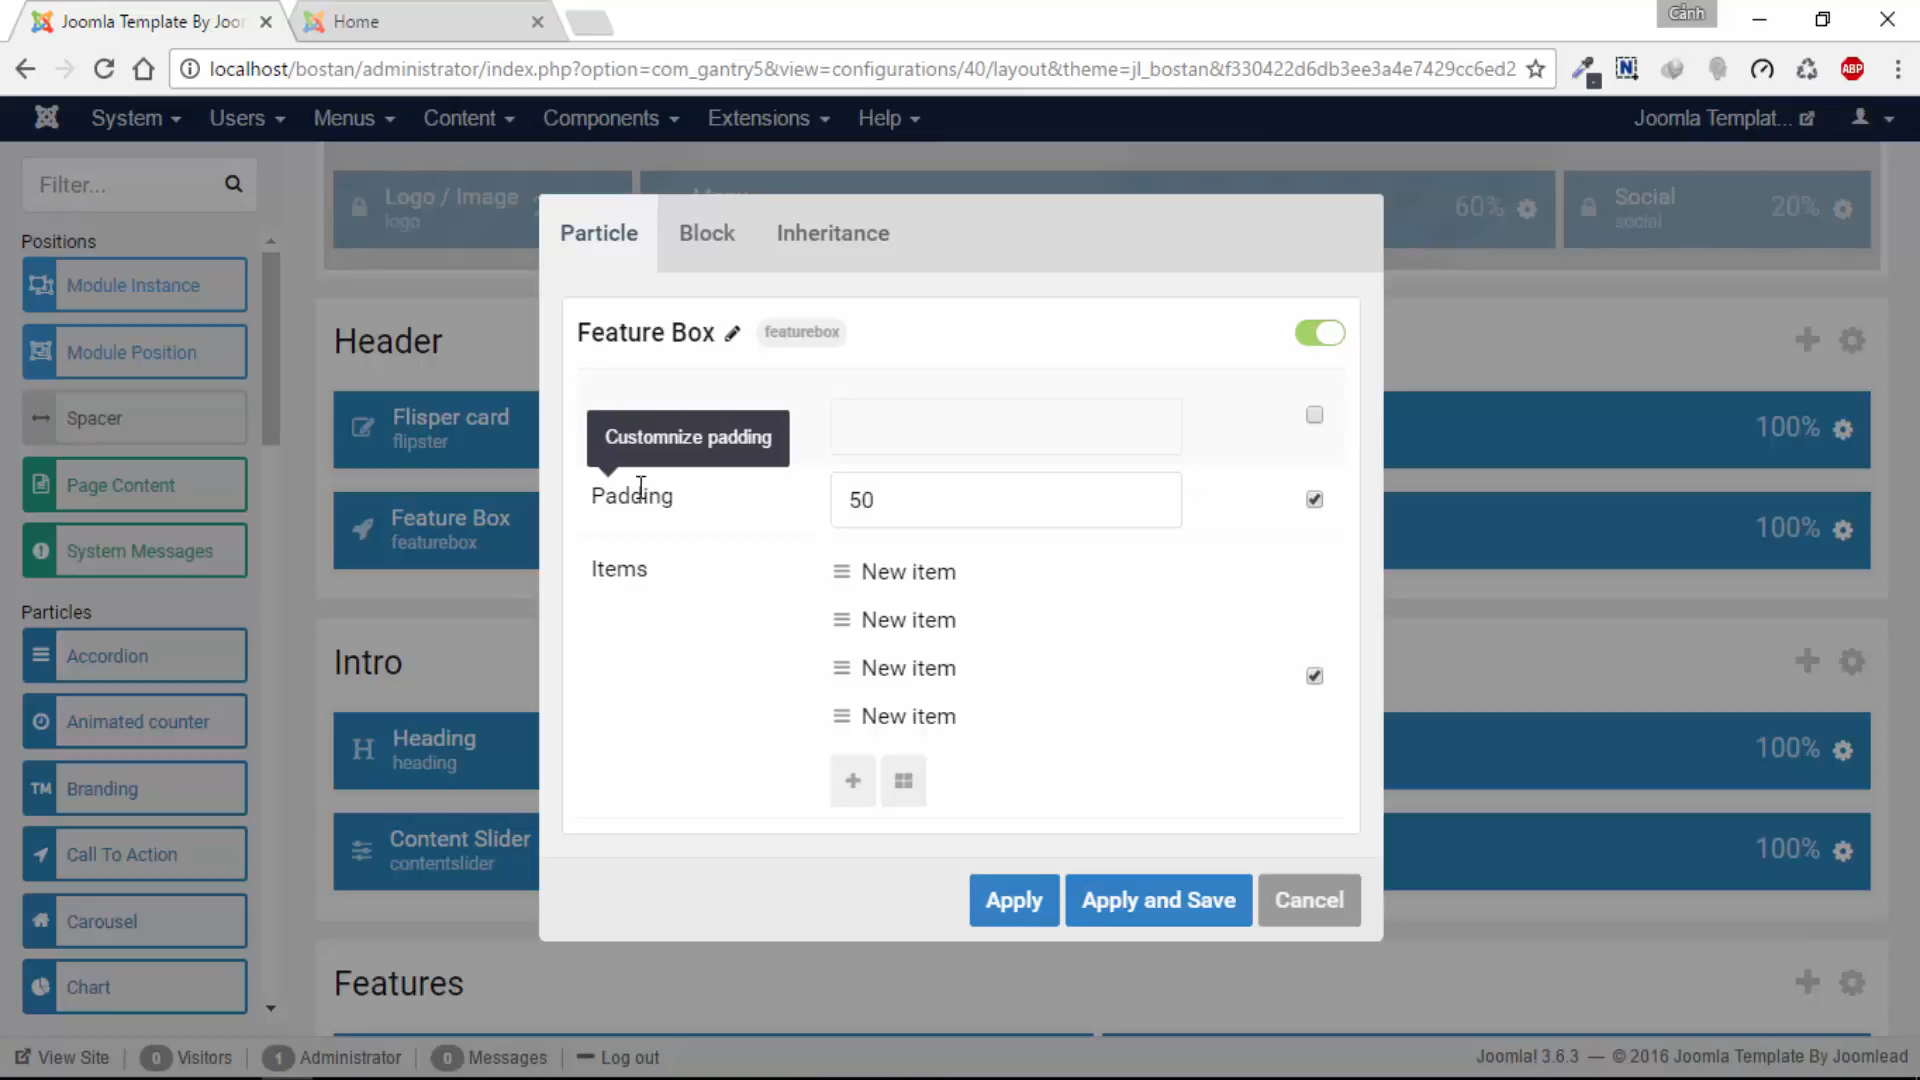 Joomla Template By Joor
Home
Cảnh
localhost/bostan/administrator/index.php?option=com_gantry5&view=configurations/40/layout&theme=jl_bostan&f330422d6db3ee3a4e7429cc6ed2
N
ABP
System
Users
Menus
Content
Components
Extensions
Help
Joomla Templat...
Filter...
Logo / Image
logo
60%
Social
social
20%
Positions
Module Instance
Module Position
Spacer
Page Content
System Messages
Particles
Accordion
Animated counter
TM Branding
Call To Action
Carousel
Chart
Header
Flisper card
flipster
100%
Feature Box
featurebox
100%
Intro
H
Heading
heading
100%
Content Slider
contentslider
100%
Features
Particle
Block
Inheritance
Feature Box
featurebox
Customnize padding
Padding
50
Items
New item
New item
New item
New item
Apply
Apply and Save
Cancel
View Site
0 Visitors
1 Administrator
0 Messages
Log out
Joomla! 3.6.3 — © 2016 Joomla Template By Joomlead